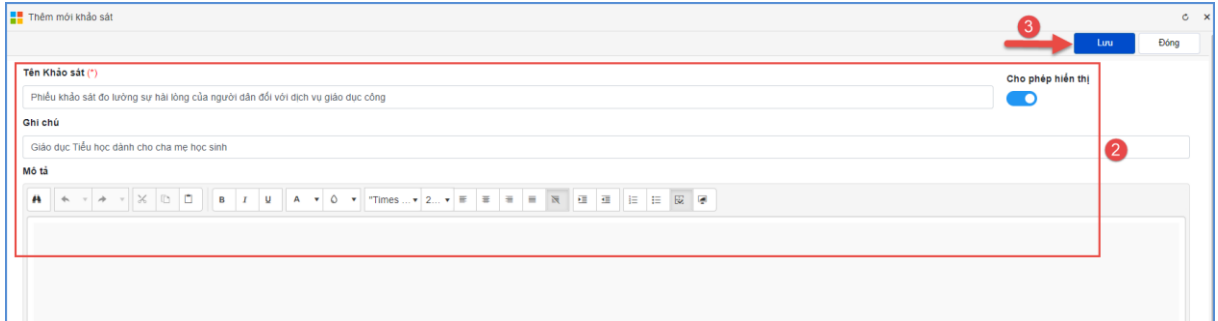 Thêm mới khảo sát
3
Lưu
Đóng
Tên Khảo sát (*)
Cho phép hiển thị
Phiếu khảo sát đo lường sự hài lòng của người dân đối với dịch vụ giáo dục công
Ghi chú
Giáo dục Tiểu học dành cho cha mẹ học sinh
2
Mô tả
B I U A "Times ... 2...